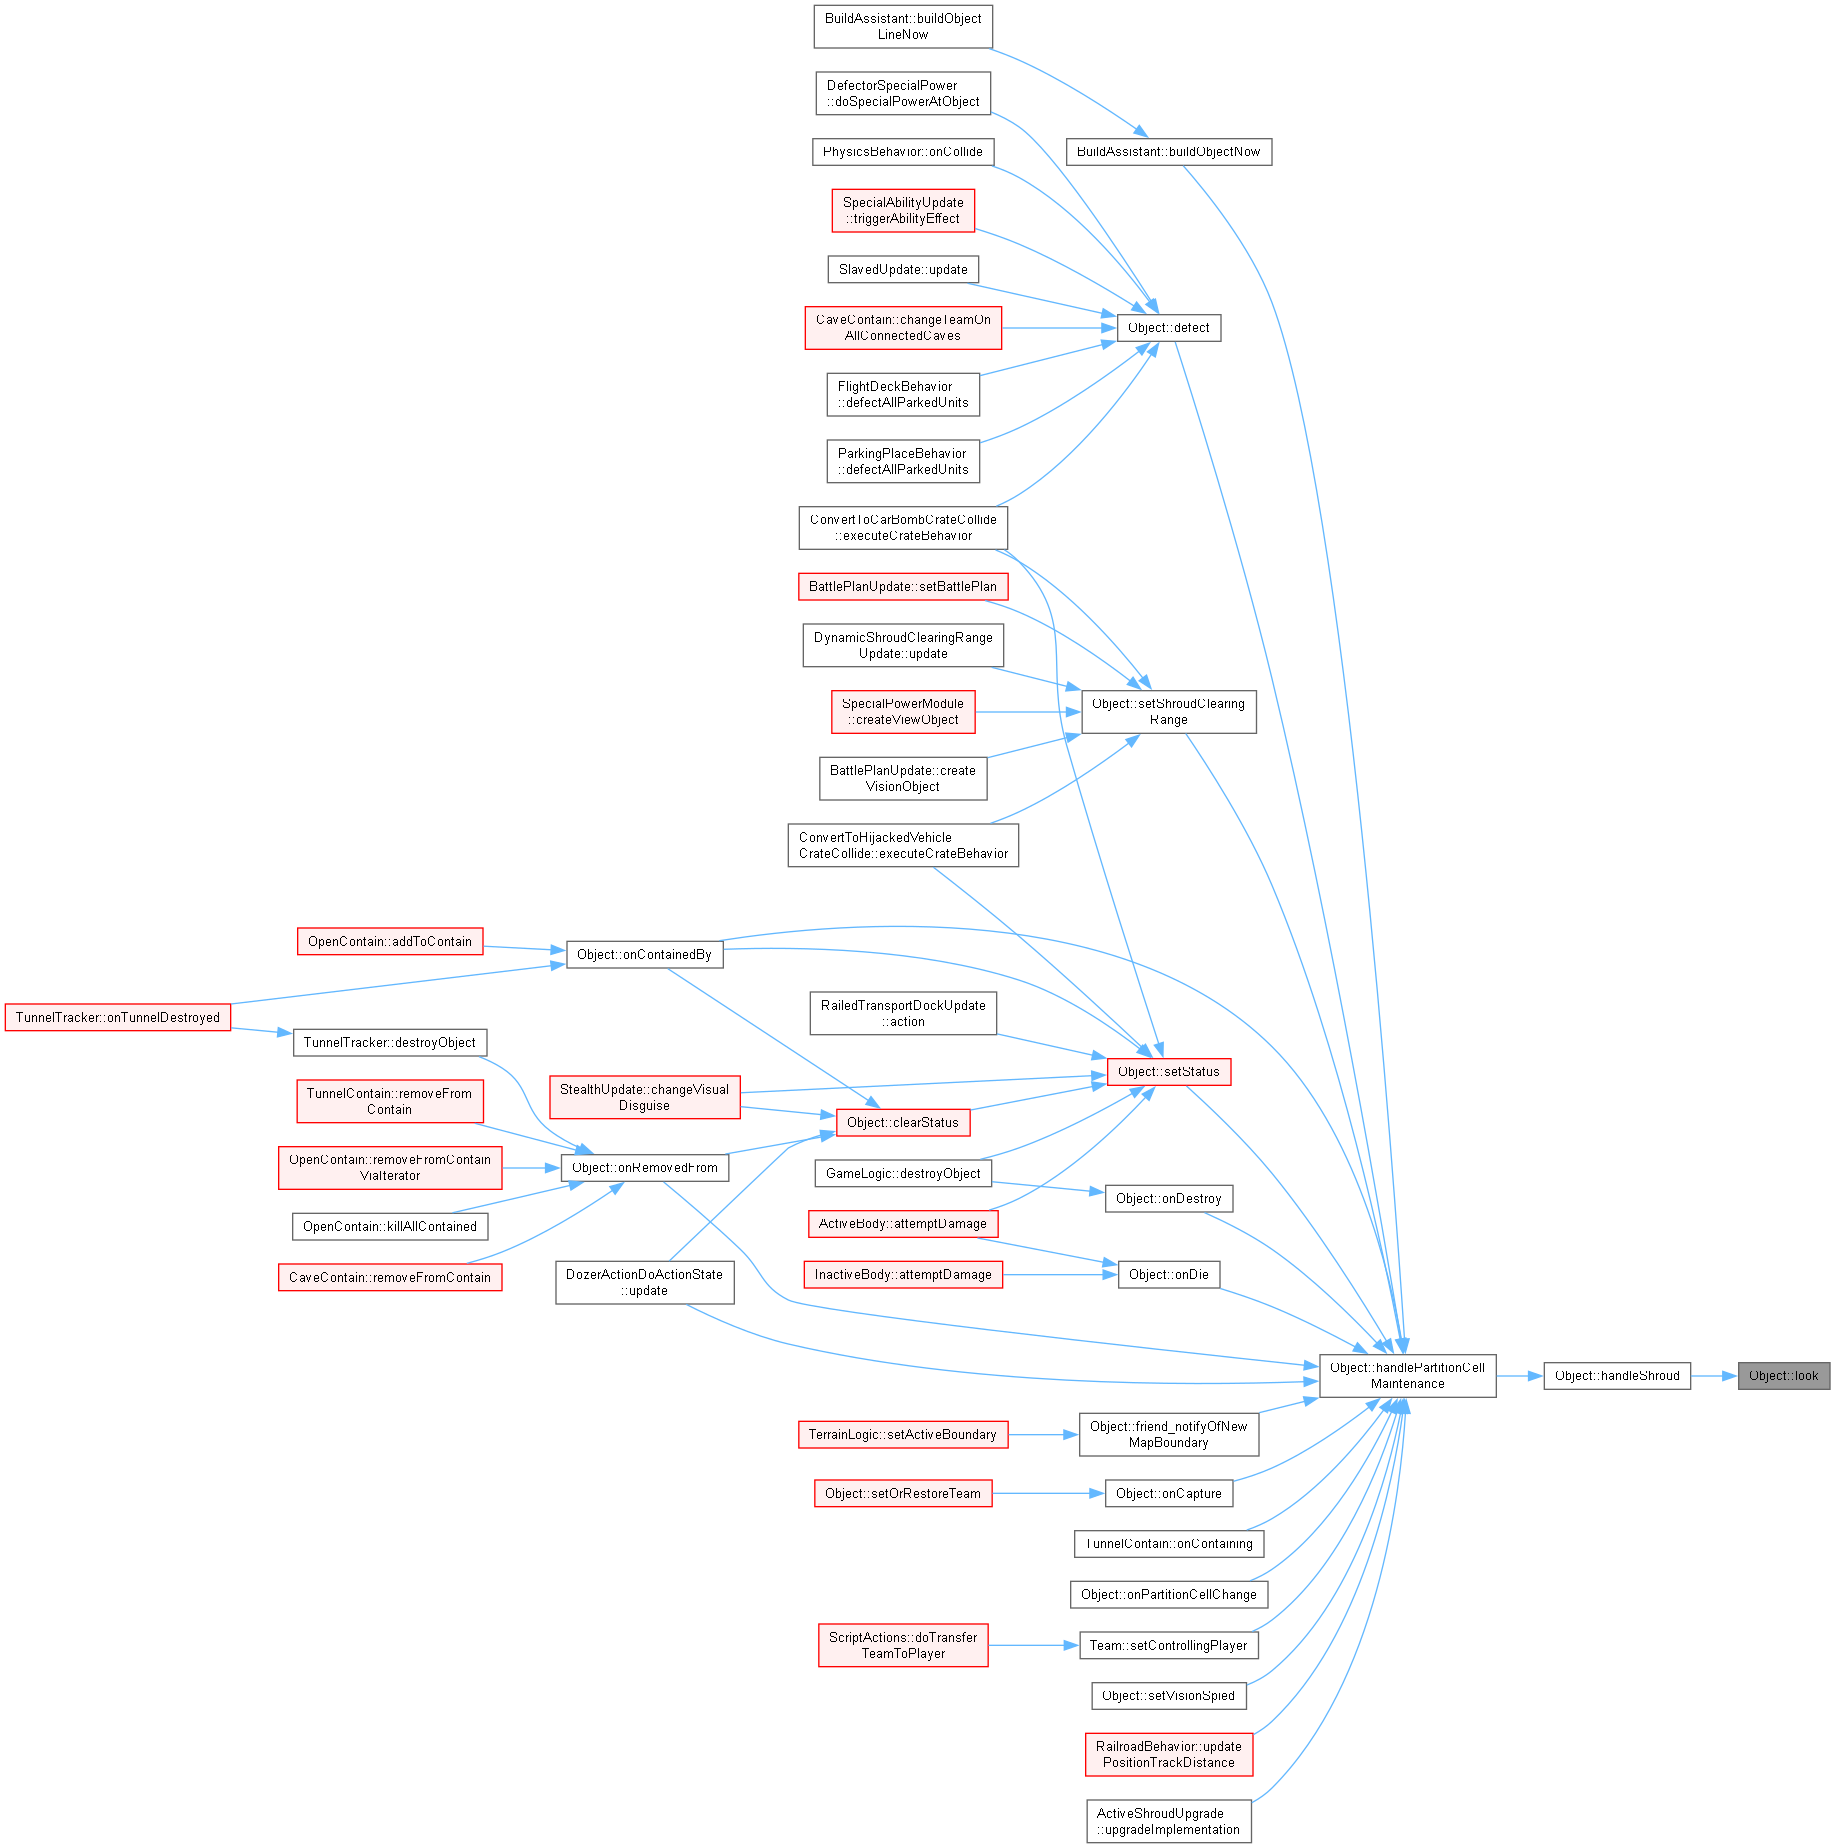 BuildAssistant::buildObject
LineNow
DefectorSpecialPower
::doSpecialPowerAtObject
PhysicsBehavior::onCollide
BuildAssistant::buildObjectNow
SpecialAbilityUpdate
::triggerAbilityEffect
SlavedUpdate::update
CaveContain::changeTeamOn
AllConnectedCaves
Object::defect
FlightDeckBehavior
::defectAllParkedUnits
ParkingPlaceBehavior
::defectAllParkedUnits
ConvertToCarBombCrateCollide
::executeCrateBehavior
BattlePlanUpdate::setBattlePlan
DynamicShroudClearingRange
Update::update
SpecialPowerModule
::createViewObject
Object::setShroudClearing
Range
BattlePlanUpdate::create
VisionObject
ConvertToHijackedVehicle
CrateCollide::executeCrateBehavior
OpenContain::addToContain
Object::onContainedBy
TunnelTracker::onTunnelDestroyed
RailedTransportDockUpdate
::action
TunnelTracker::destroyObject
Object::setStatus
StealthUpdate::changeVisual
Disguise
TunnelContain::removeFrom
Contain
Object::clearStatus
OpenContain::removeFromContain
ViaIterator
Object::onRemovedFrom
GameLogic::destroyObject
Object::onDestroy
OpenContain::killAllContained
ActiveBody::attemptDamage
CaveContain::removeFromContain
DozerActionDoActionState
::update
InactiveBody::attemptDamage
Object::onDie
Object::handlePartitionCell
Maintenance
Object::handleShroud
Object::look
TerrainLogic::setActiveBoundary
Object::friend_notifyOfNew
MapBoundary
Object::setOrRestoreTeam
Object::onCapture
TunnelContain::onContaining
Object::onPartitionCellChange
ScriptActions::doTransfer
TeamToPlayer
Team::setControllingPlayer
Object::setVisionSpied
RailroadBehavior::update
PositionTrackDistance
ActiveShroudUpgrade
::upgradeImplementation